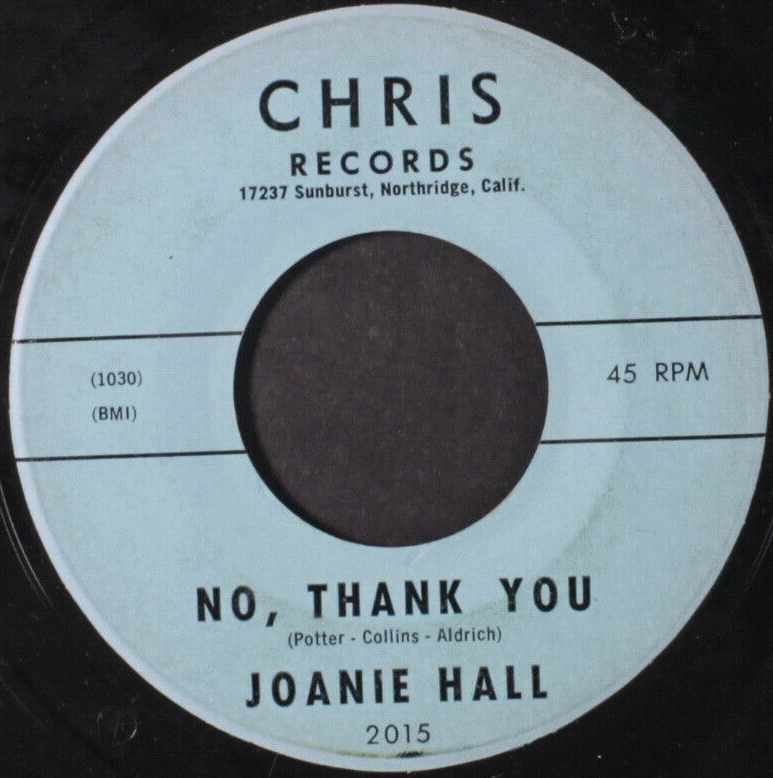 CHRIS
RECORDS
17237 Sunburst, Northridge, Calif.
(1030)
(BMI)
45 RPM
NO, THANK YOU
(Potter - Collins - Aldrich)
JOANIE HALL
2015